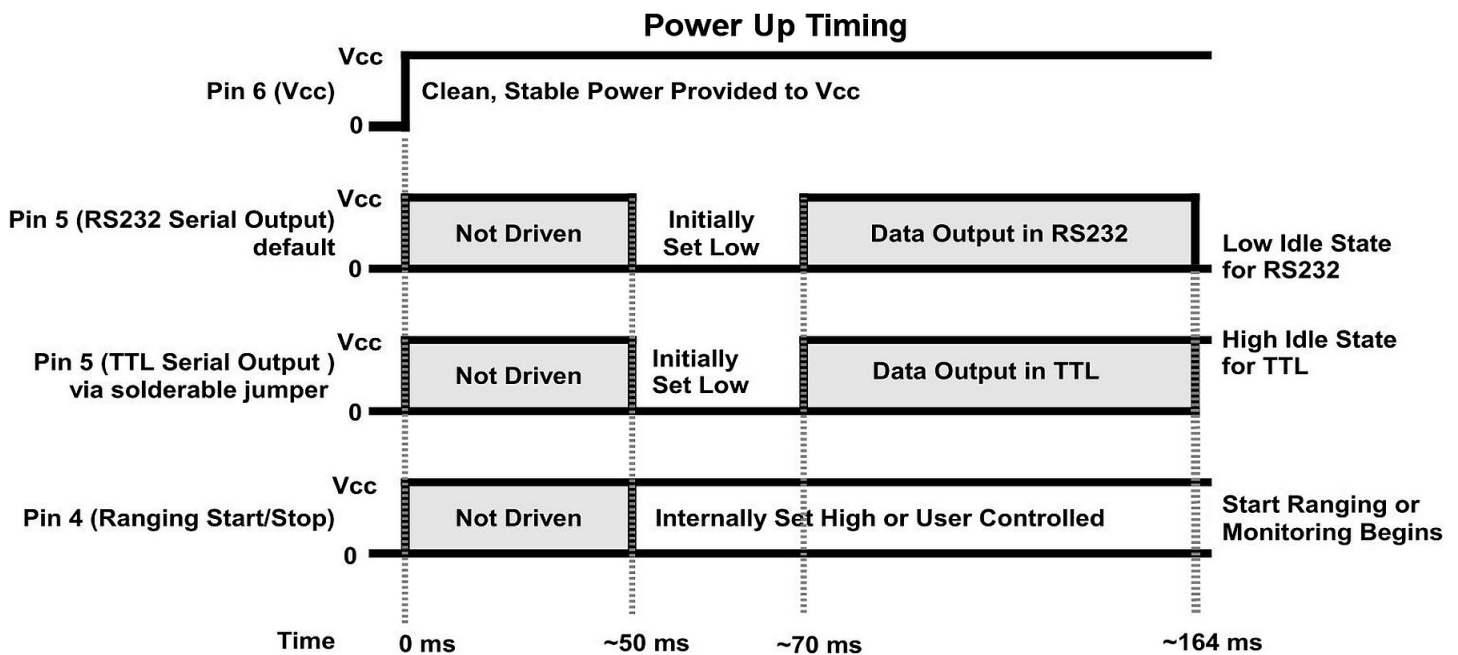 Power Up Timing
Vcc
Pin 6 (Vcc)
Clean, Stable Power Provided to Vcc
0
Vcc
Pin 5 (RS232 Serial Output)
default
Not Driven
Initially
Set Low
Data Output in RS232
0
Low Idle State
for RS232
Vcc
Pin 5 (TTL Serial Output )
via solderable jumper
Not Driven
Initially
Set Low
Data Output in TTL
0
High Idle State
for TTL
Vcc
Pin 4 (Ranging Start/Stop)
Not Driven
Internally Set High or User Controlled
0
Start Ranging or
Monitoring Begins
Time
0 ms
~50 ms
~70 ms
~164 ms